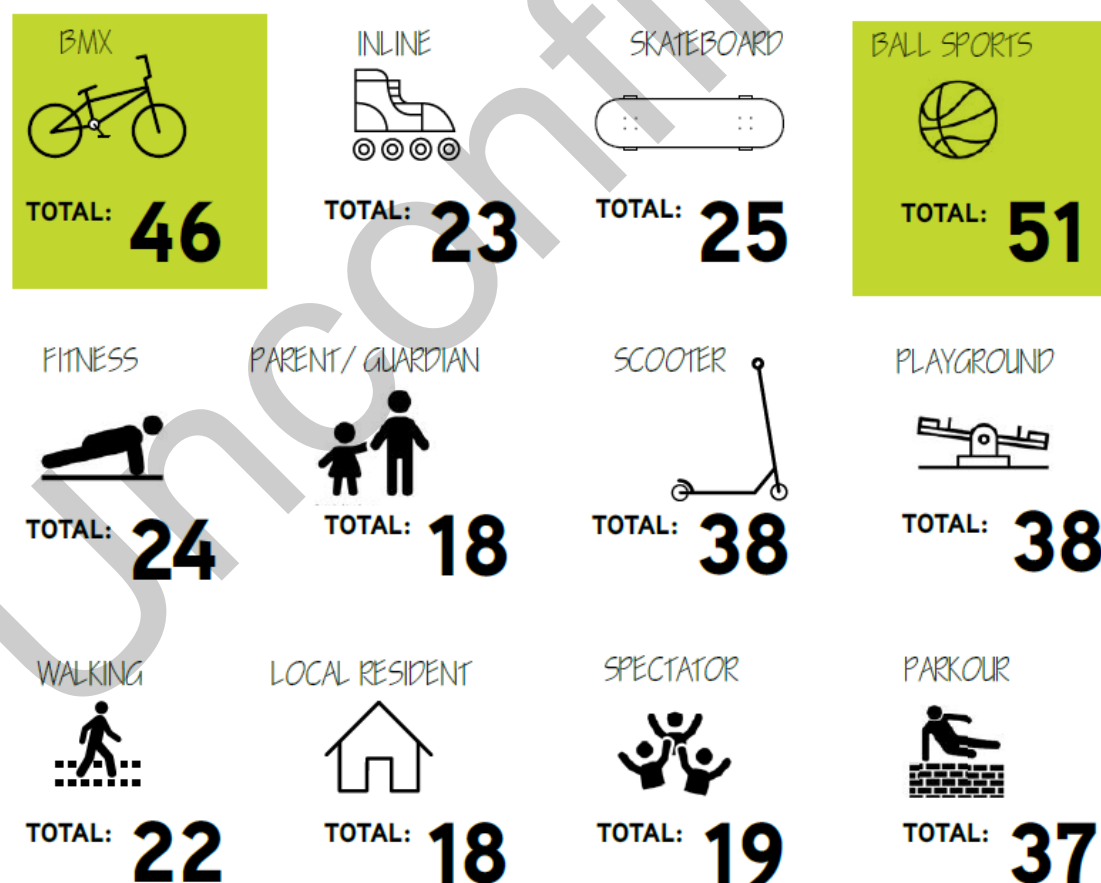 BMX
TOTAL: 46
INLINE
TOTAL: 23
SKATEBOARD
TOTAL: 25
BALL SPORTS
TOTAL: 51
FITNESS
TOTAL: 24
PARENT/ GUARDIAN
TOTAL: 18
SCOOTER
TOTAL: 38
PLAYGROUND
TOTAL: 38
WALKING
TOTAL: 22
LOCAL RESIDENT
TOTAL: 18
SPECTATOR
TOTAL: 19
PARKOUR
TOTAL: 37